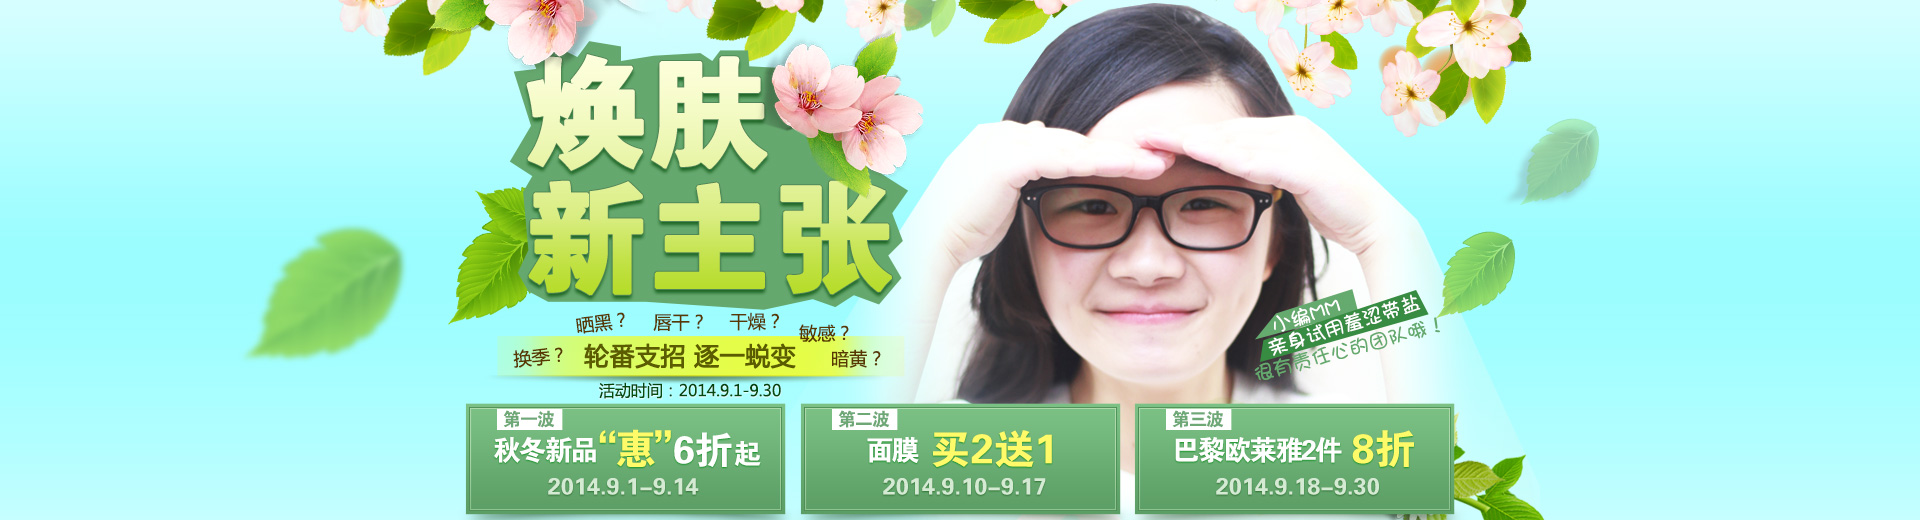 焕肤
新主张
晒黑？ 唇干？ 干燥？ 敏感？
换季？ 轮番支招 逐一蜕变 暗黄？
活动时间：2014.9.1-9.30
小编MM
亲身试用羞涩带盐
很有责任心的团队哦！
第一波
秋冬新品“惠”6折起
2014.9.1-9.14
第二波
面膜 买2送1
2014.9.10-9.17
第三波
巴黎欧莱雅2件 8折
2014.9.18-9.30